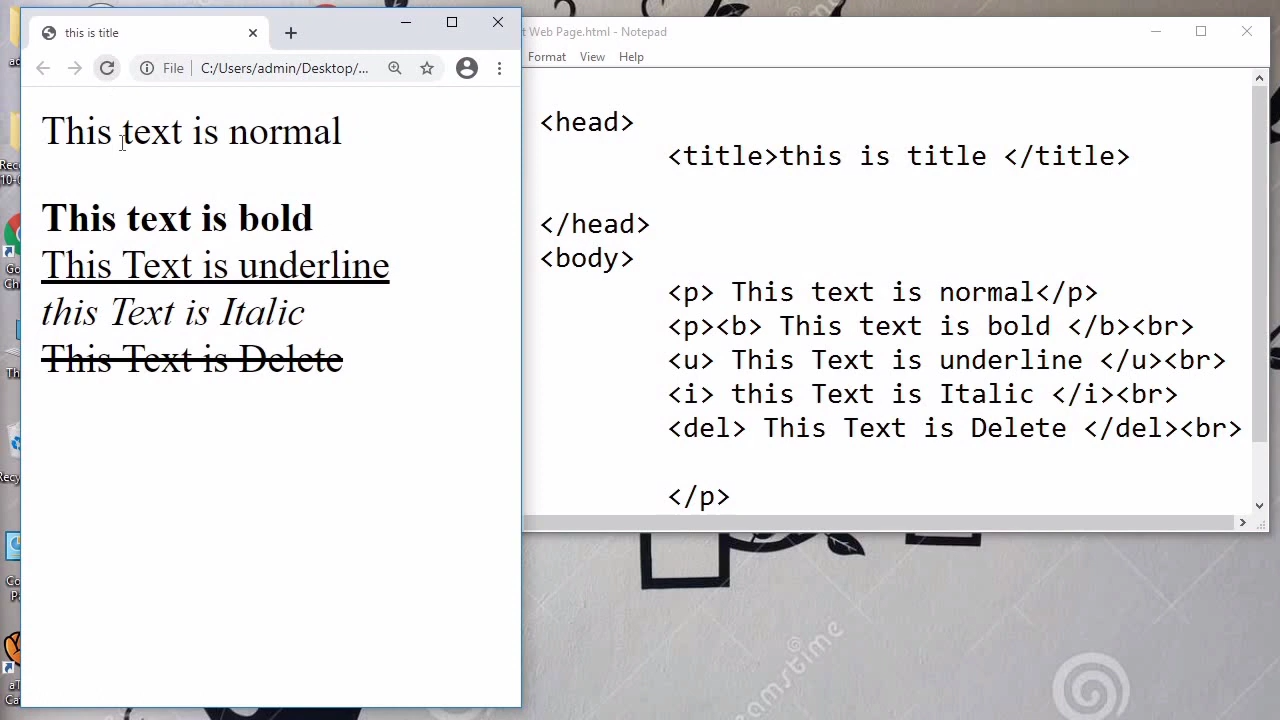 this is title
File
C:/Users/admin/Desktop/...
This text is normal
This text is bold
This Text is underline
this Text is Italic
This Text is Delete
Web Page.html - Notepad
Format View Help
<head>
<title>this is title </title>
</head>
<body>
<p> This text is normal</p>
<p><b> This text is bold </b><br>
<u> This Text is underline </u><br>
<i> this Text is Italic </i><br>
<del> This Text is Delete </del><br>
</p>